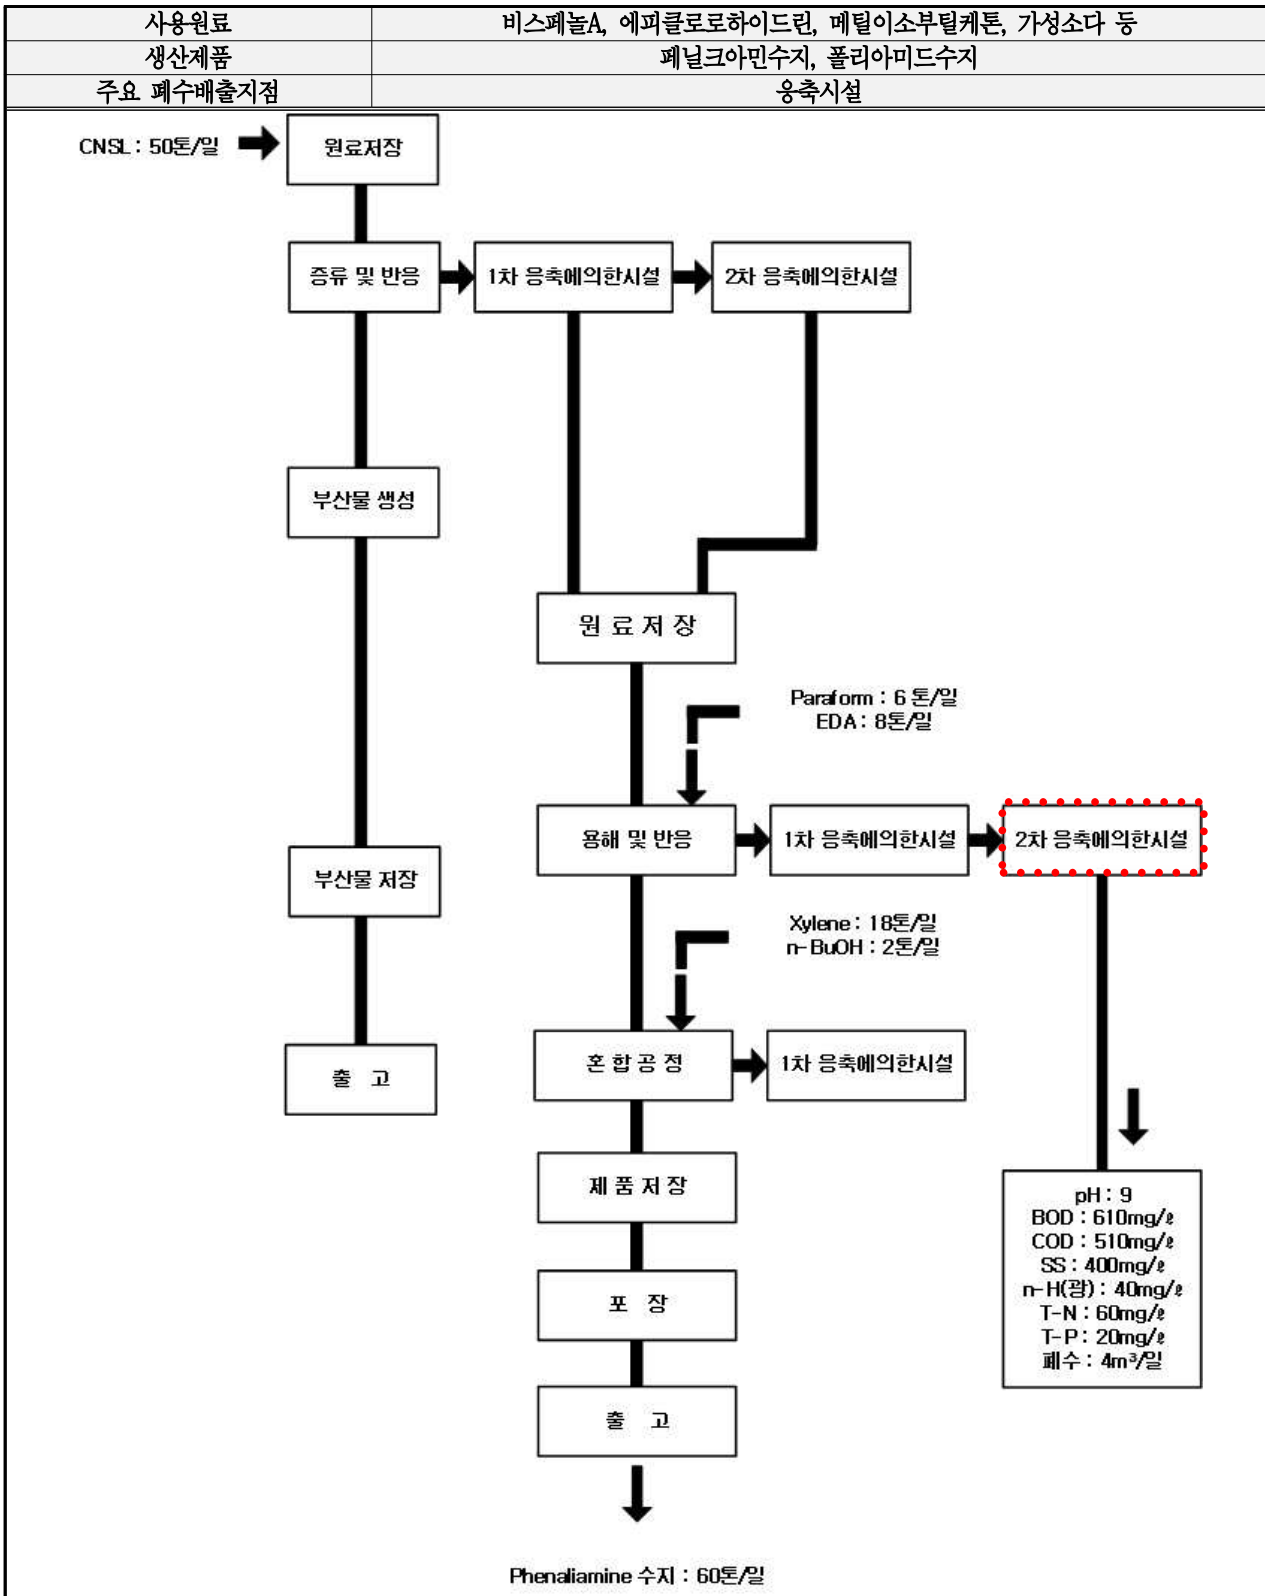 사용원료 비스페놀A, 에피클로로하이드린, 메틸이소부틸케톤, 가성소다 등
생산제품 페닐크아민수지, 폴리아미드수지
주요 폐수배출지점 응축시설
CNSL : 50톤/일
원료저장
증류 및 반응
1차 응축에의한시설
2차 응축에의한시설
부산물 생성
원 료 저 장
Paraform : 6 톤/일
EDA : 8톤/일
용해 및 반응
1차 응축에의한시설
2차 응축에의한시설
부산물 저장
Xylene : 18톤/일
n-BuOH : 2톤/일
혼 합 공 정
1차 응축에의한시설
출 고
제 품 저 장
pH : 9
BOD : 610mg/ℓ
COD : 510mg/ℓ
SS : 400mg/ℓ
n-H(광) : 40mg/ℓ
T-N : 60mg/ℓ
T-P : 20mg/ℓ
폐수 : 4m³/일
포 장
출 고
Phenaliamine 수지 : 60톤/일